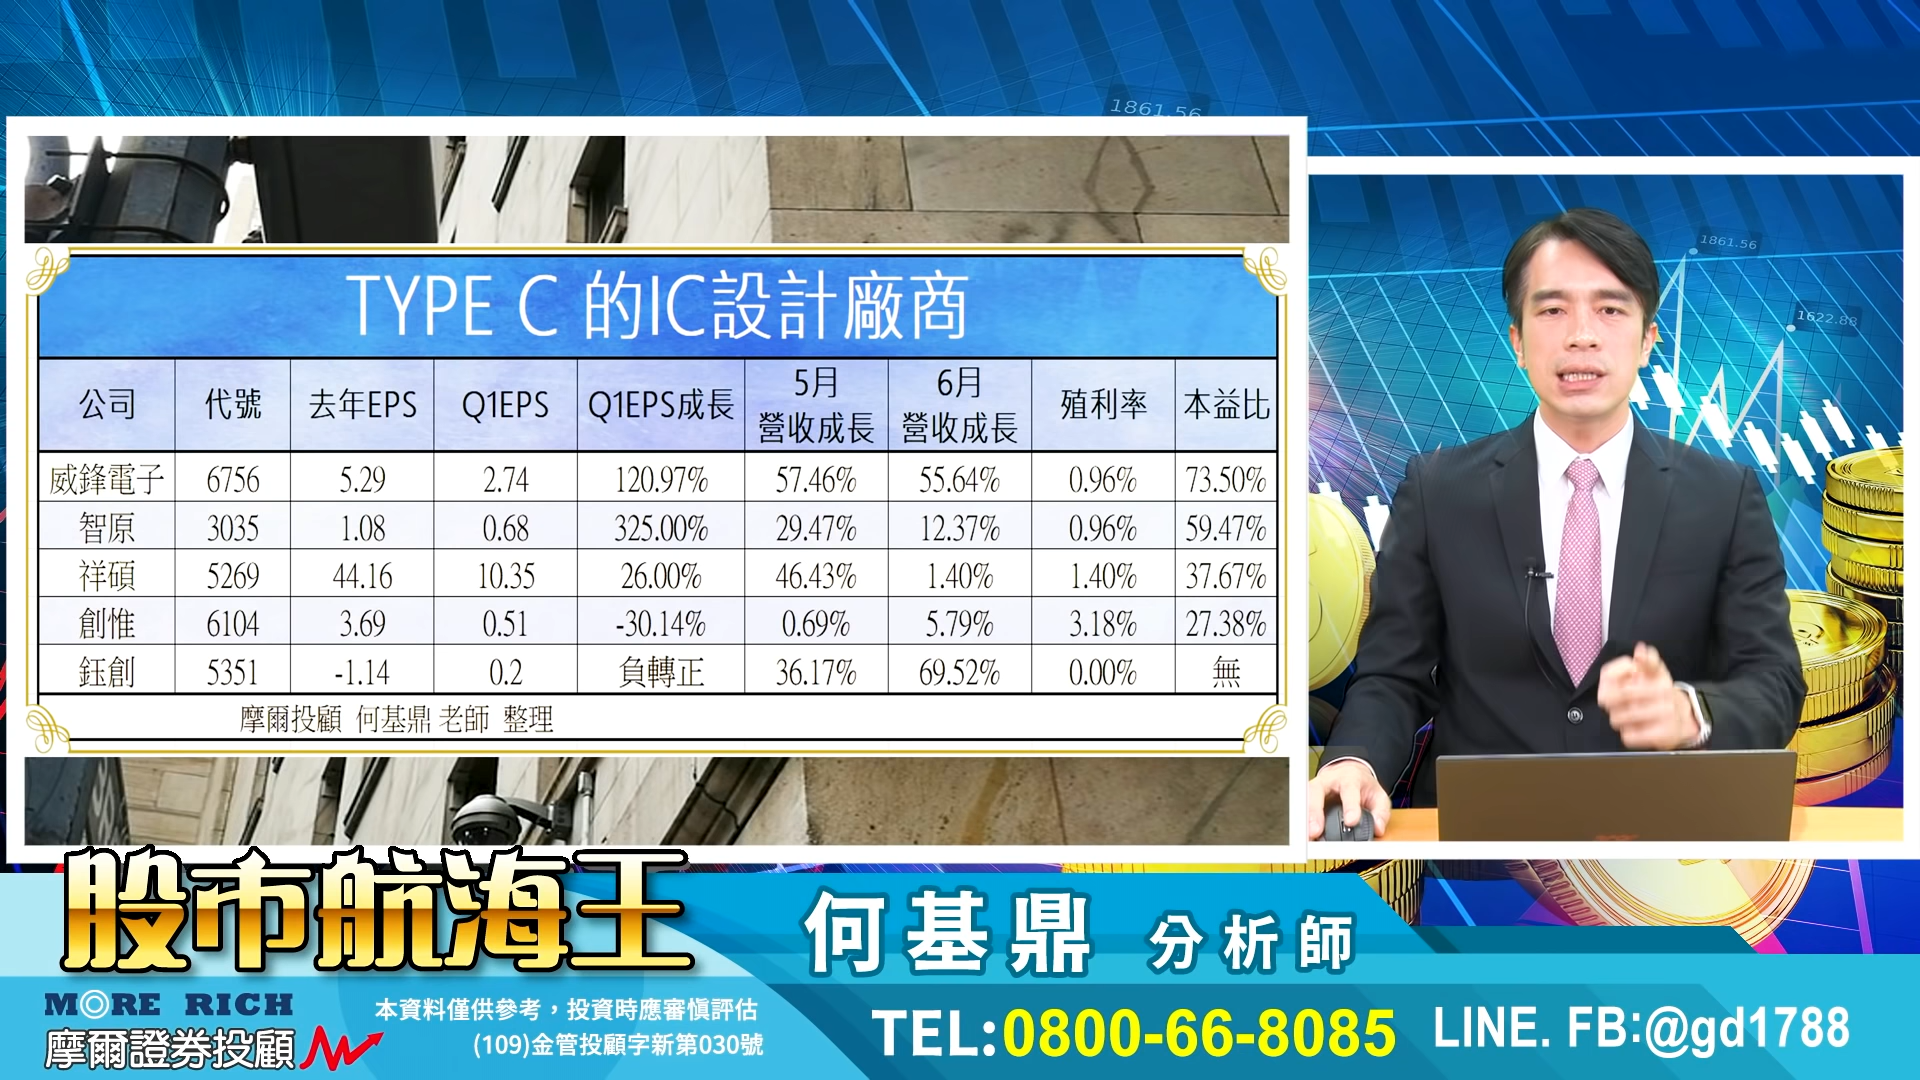 1861.56
TYPE C 的IC設計廠商
公司 代號 去年EPS Q1EPS Q1EPS成長 5月營收成長 6月營收成長 殖利率 本益比
威鋒電子 6756 5.29 2.74 120.97% 57.46% 55.64% 0.96% 73.50%
智原 3035 1.08 0.68 325.00% 29.47% 12.37% 0.96% 59.47%
祥碩 5269 44.16 10.35 26.00% 46.43% 1.40% 1.40% 37.67%
創惟 6104 3.69 0.51 -30.14% 0.69% 5.79% 3.18% 27.38%
鈺創 5351 -1.14 0.2 負轉正 36.17% 69.52% 0.00% 無
摩爾投顧 何基鼎 老師 整理
1861.56
1622.88
股市航海王
何基鼎 分析師
MORE RICH
摩爾證券投顧
本資料僅供參考，投資時應審慎評估
(109)金管投顧字新第030號
TEL:0800-66-8085
LINE. FB:@gd1788